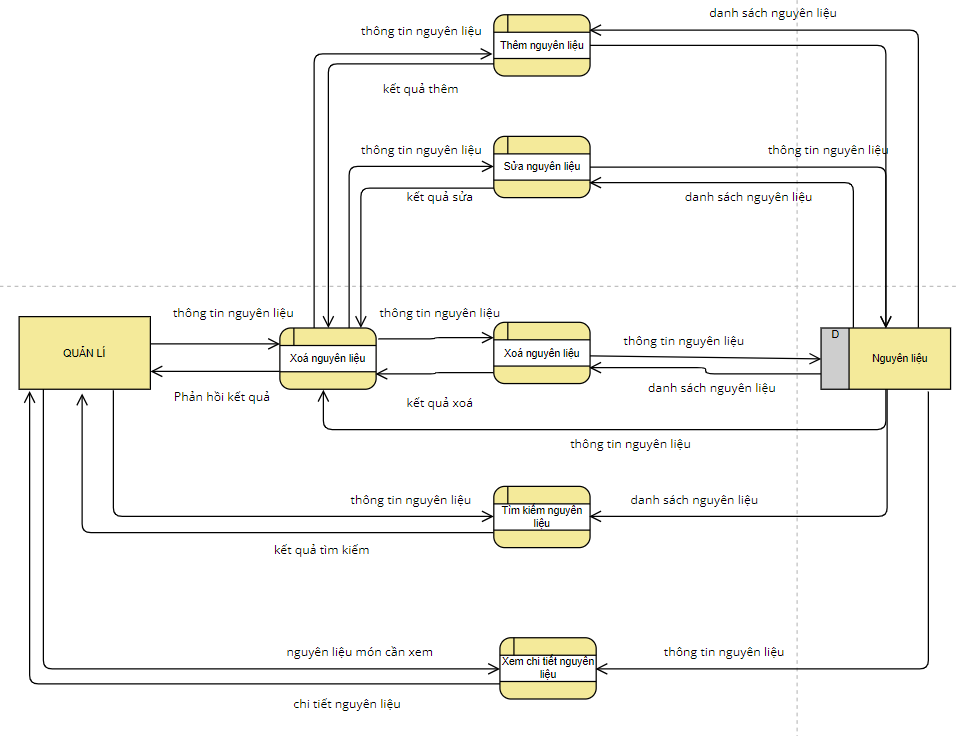 danh sách nguyên liệu
thông tin nguyên liệu
Thêm nguyên liệu
kết quả thêm
thông tin nguyên liệu
Sửa nguyên liệu
thông tin nguyên liệu
kết quả sửa
danh sách nguyên liệu
thông tin nguyên liệu
thông tin nguyên liệu
QUẢN LÍ
Xoá nguyên liệu
Xoá nguyên liệu
thông tin nguyên liệu
D
Nguyên liệu
Phản hồi kết quả
kết quả xoá
danh sách nguyên liệu
thông tin nguyên liệu
thông tin nguyên liệu
Tìm kiếm nguyên
liệu
danh sách nguyên liệu
kết quả tìm kiếm
nguyên liệu món cần xem
Xem chi tiết nguyên
liệu
thông tin nguyên liệu
chi tiết nguyên liệu